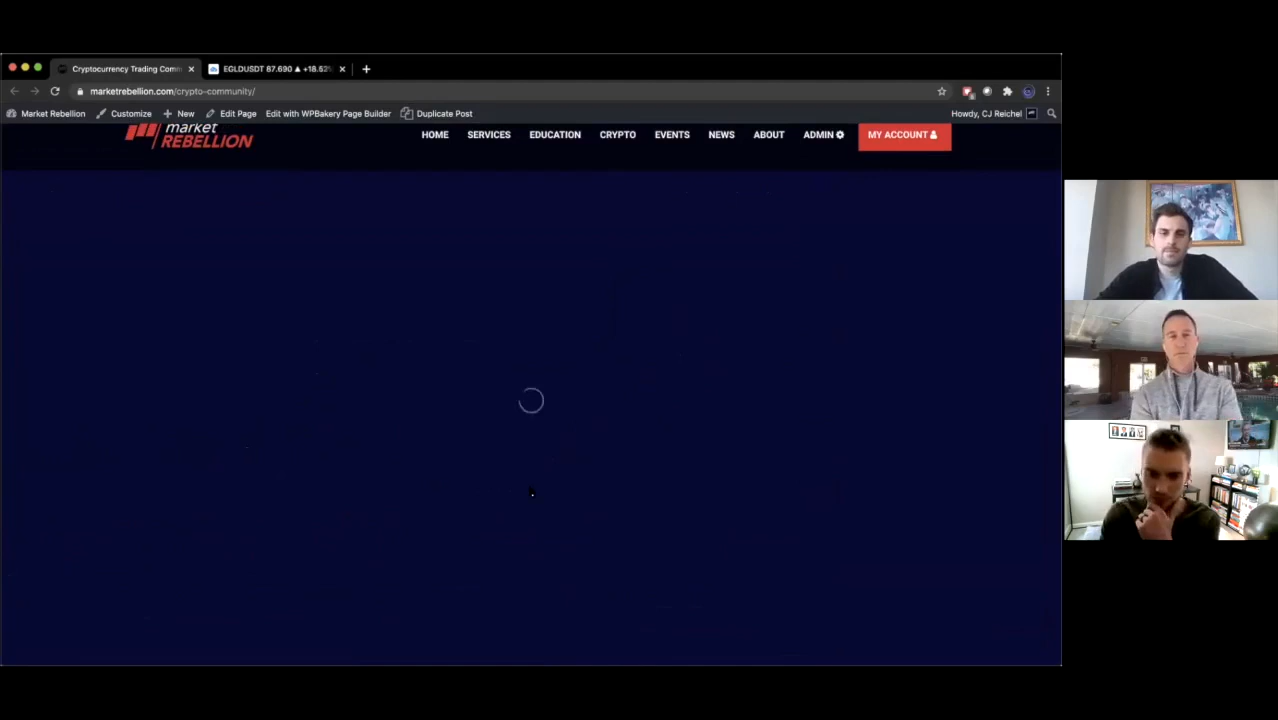 Cryptocurrency Trading Comm
EGLDUSDT 87.690 ▲ +18.52%
marketrebellion.com/crypto-community/
Market Rebellion
Customize
New
Edit Page
Edit with WPBakery Page Builder
Duplicate Post
Howdy, CJ Reichel
market
REBELLION
HOME
SERVICES
EDUCATION
CRYPTO
EVENTS
NEWS
ABOUT
ADMIN
MY ACCOUNT